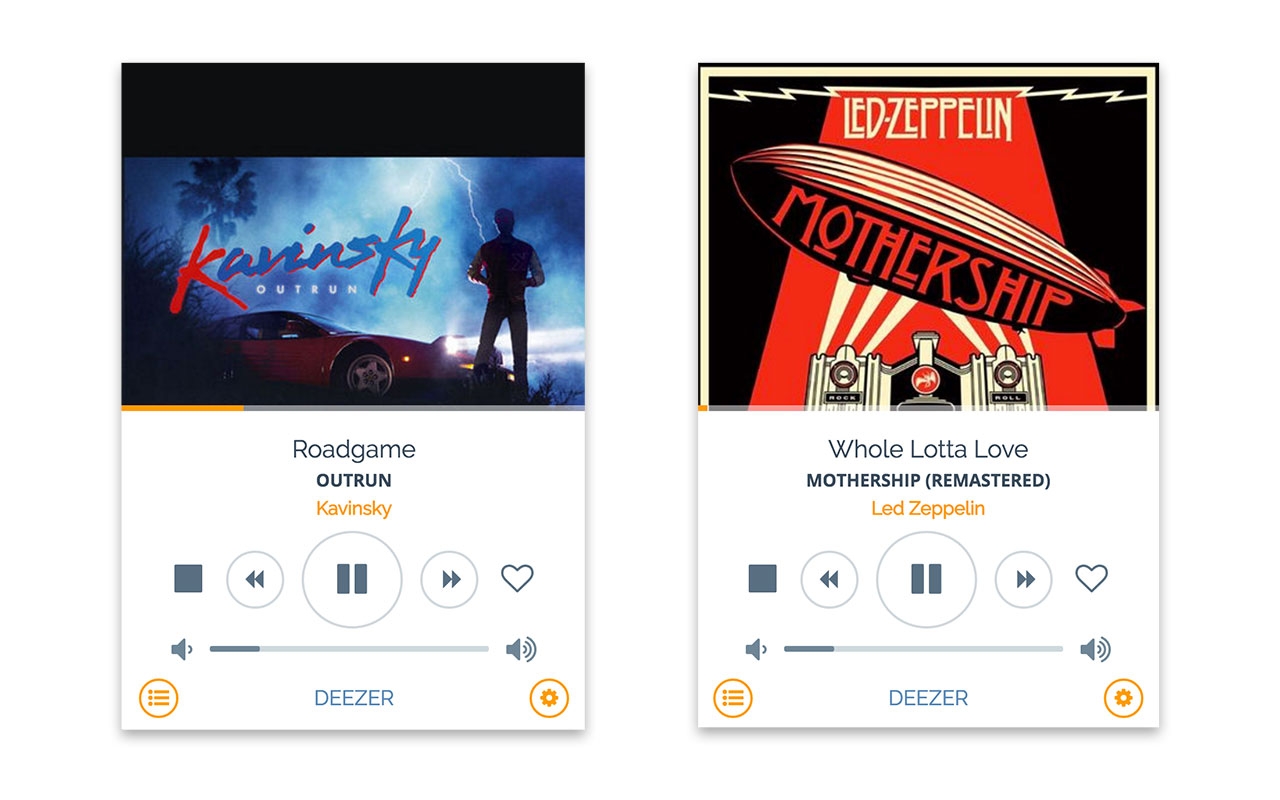 Kavinsky
OUTRUN
Roadgame
OUTRUN
Kavinsky
DEEZER
LED-ZEPPELIN
MOTHERSHIP
ROCK
ROLL
Whole Lotta Love
MOTHERSHIP (REMASTERED)
Led Zeppelin
DEEZER